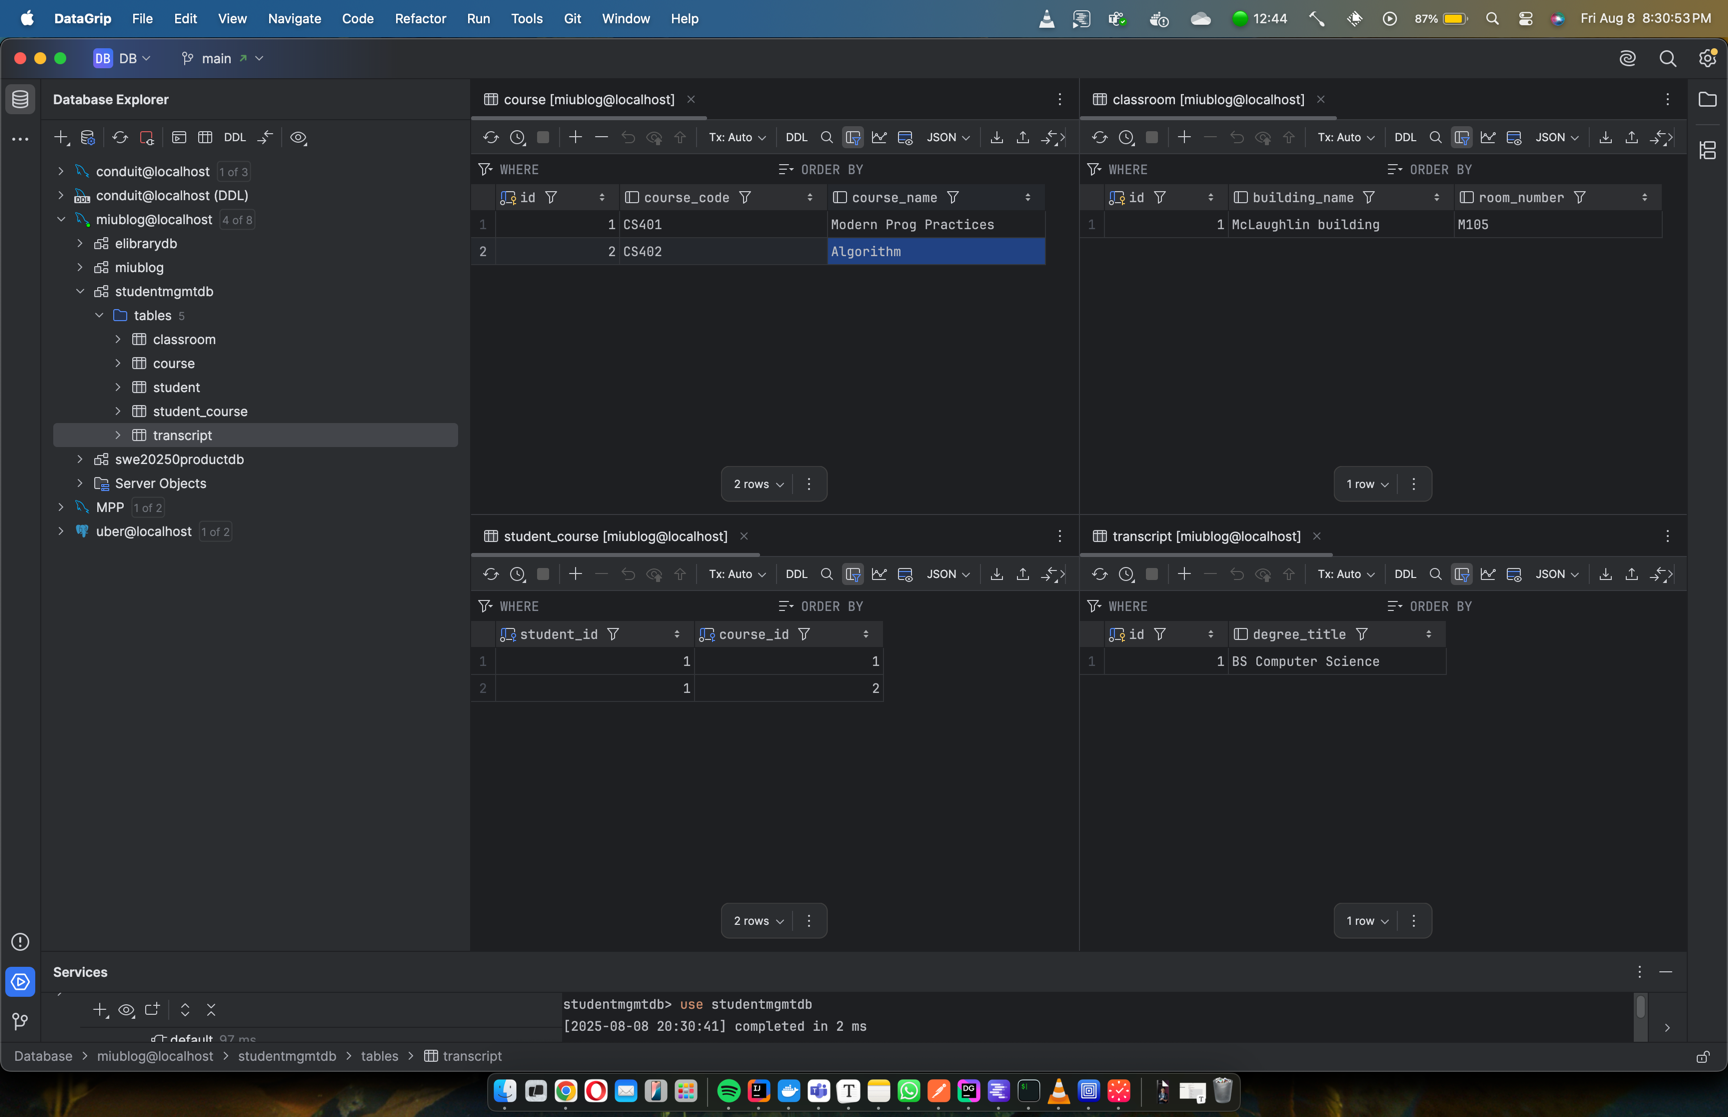 DataGrip File Edit View Navigate Code Refactor Run Tools Git Window Help 12:44 87% Fri Aug 8 8:30:53 PM
DB DB main
Database Explorer
DDL
conduit@localhost 1 of 3
DDL conduit@localhost (DDL)
miublog@localhost 4 of 8
elibrarydb
miublog
studentmgmtdb
tables 5
classroom
course
student
student_course
transcript
swe20250productdb
Server Objects
MPP 1 of 2
uber@localhost 1 of 2
course [miublog@localhost]
Tx: Auto DDL JSON
WHERE ORDER BY
id course_code course_name
1 1 CS401 Modern Prog Practices
2 2 CS402 Algorithm
2 rows
classroom [miublog@localhost]
Tx: Auto DDL JSON
WHERE ORDER BY
id building_name room_number
1 1 McLaughlin building M105
1 row
student_course [miublog@localhost]
Tx: Auto DDL JSON
WHERE ORDER BY
student_id course_id
1 1 1
2 1 2
2 rows
transcript [miublog@localhost]
Tx: Auto DDL JSON
WHERE ORDER BY
id degree_title
1 1 BS Computer Science
1 row
Services
default 97 ms
studentmgmtdb> use studentmgmtdb
[2025-08-08 20:30:41] completed in 2 ms
Database miublog@localhost studentmgmtdb tables transcript
IJ T DG